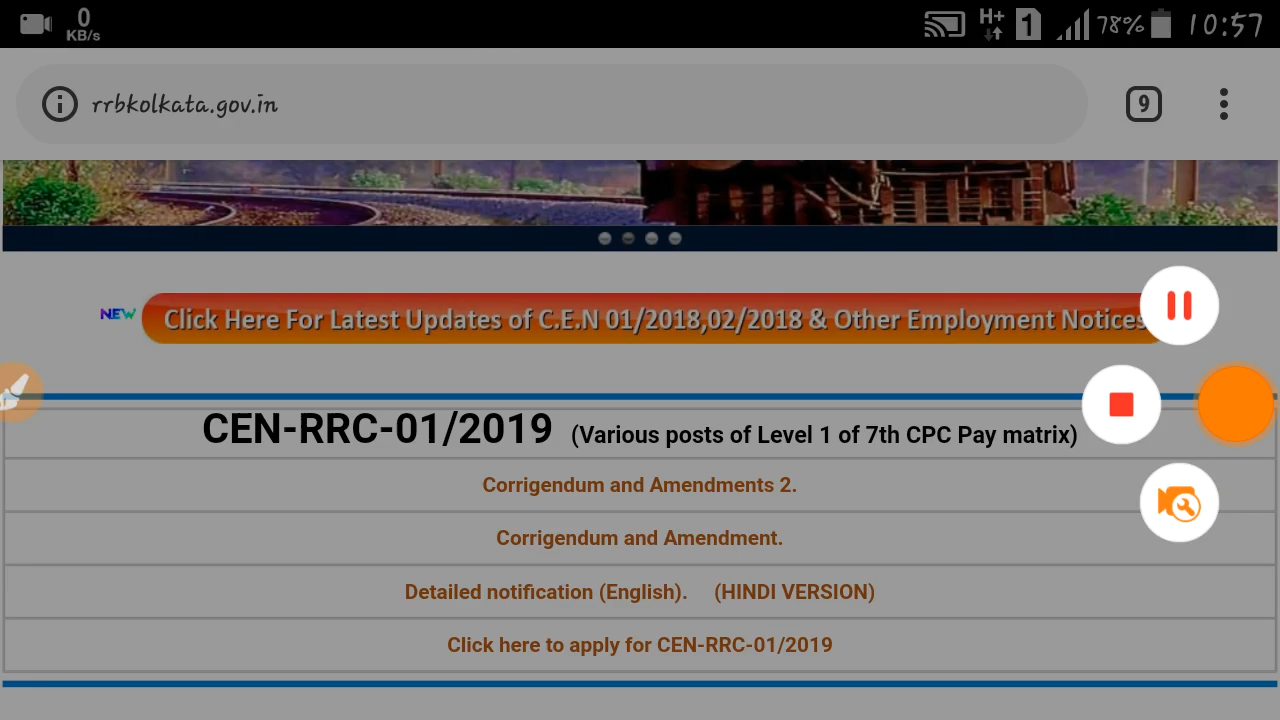 0
KB/s
H+
1
78%
10:57
rrbkolkata.gov.in
9
NEW
Click Here For Latest Updates of C.E.N 01/2018,02/2018 & Other Employment Notices
CEN-RRC-01/2019 (Various posts of Level 1 of 7th CPC Pay matrix)
Corrigendum and Amendments 2.
Corrigendum and Amendment.
Detailed notification (English). (HINDI VERSION)
Click here to apply for CEN-RRC-01/2019